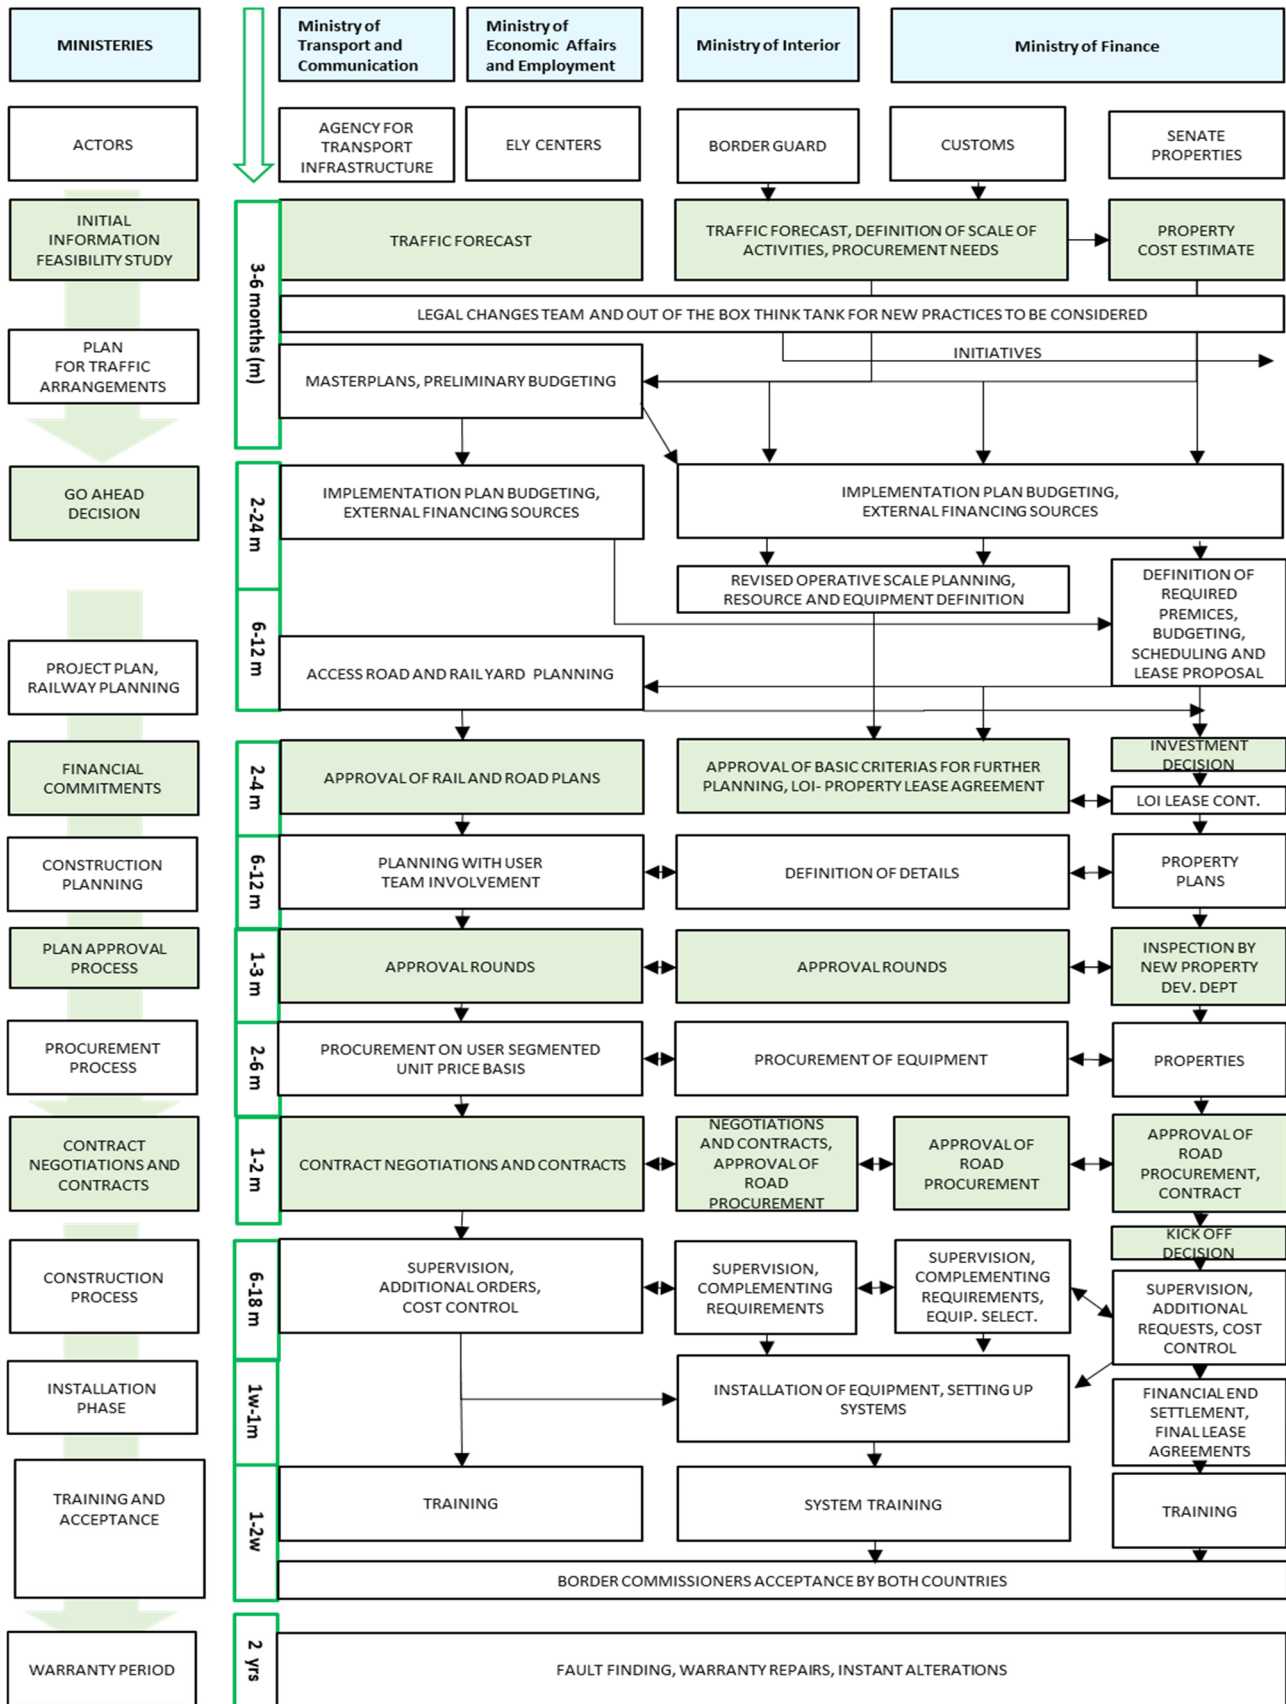 MINISTERIES
Ministry of
Transport and
Communication
Ministry of
Economic Affairs
and Employment
Ministry of Interior
Ministry of Finance
ACTORS
AGENCY FOR
TRANSPORT
INFRASTRUCTURE
ELY CENTERS
BORDER GUARD
CUSTOMS
SENATE
PROPERTIES
INITIAL
INFORMATION
FEASIBILITY STUDY
3-6 months (m)
TRAFFIC FORECAST
TRAFFIC FORECAST, DEFINITION OF SCALE OF
ACTIVITIES, PROCUREMENT NEEDS
PROPERTY
COST ESTIMATE
LEGAL CHANGES TEAM AND OUT OF THE BOX THINK TANK FOR NEW PRACTICES TO BE CONSIDERED
PLAN
FOR TRAFFIC
ARRANGEMENTS
INITIATIVES
MASTERPLANS, PRELIMINARY BUDGETING
GO AHEAD
DECISION
2-24 m
IMPLEMENTATION PLAN BUDGETING,
EXTERNAL FINANCING SOURCES
IMPLEMENTATION PLAN BUDGETING,
EXTERNAL FINANCING SOURCES
REVISED OPERATIVE SCALE PLANNING,
RESOURCE AND EQUIPMENT DEFINITION
DEFINITION OF
REQUIRED
PREMICES,
BUDGETING,
SCHEDULING AND
LEASE PROPOSAL
PROJECT PLAN,
RAILWAY PLANNING
6-12 m
ACCESS ROAD AND RAIL YARD PLANNING
FINANCIAL
COMMITMENTS
2-4 m
APPROVAL OF RAIL AND ROAD PLANS
APPROVAL OF BASIC CRITERIAS FOR FURTHER
PLANNING, LOI- PROPERTY LEASE AGREEMENT
INVESTMENT
DECISION
LOI LEASE CONT.
CONSTRUCTION
PLANNING
6-12 m
PLANNING WITH USER
TEAM INVOLVEMENT
DEFINITION OF DETAILS
PROPERTY
PLANS
PLAN APPROVAL
PROCESS
1-3 m
APPROVAL ROUNDS
APPROVAL ROUNDS
INSPECTION BY
NEW PROPERTY
DEV. DEPT
PROCUREMENT
PROCESS
2-6 m
PROCUREMENT ON USER SEGMENTED
UNIT PRICE BASIS
PROCUREMENT OF EQUIPMENT
PROPERTIES
CONTRACT
NEGOTIATIONS AND
CONTRACTS
1-2 m
CONTRACT NEGOTIATIONS AND CONTRACTS
NEGOTIATIONS
AND CONTRACTS,
APPROVAL OF
ROAD
PROCUREMENT
APPROVAL OF
ROAD
PROCUREMENT
APPROVAL OF
ROAD
PROCUREMENT,
CONTRACT
KICK OFF
DECISION
CONSTRUCTION
PROCESS
6-18 m
SUPERVISION,
ADDITIONAL ORDERS,
COST CONTROL
SUPERVISION,
COMPLEMENTING
REQUIREMENTS
SUPERVISION,
COMPLEMENTING
REQUIREMENTS,
EQUIP. SELECT.
SUPERVISION,
ADDITIONAL
REQUESTS, COST
CONTROL
INSTALLATION
PHASE
1w-1m
INSTALLATION OF EQUIPMENT, SETTING UP
SYSTEMS
FINANCIAL END
SETTLEMENT,
FINAL LEASE
AGREEMENTS
TRAINING AND
ACCEPTANCE
1-2w
TRAINING
SYSTEM TRAINING
TRAINING
BORDER COMMISSIONERS ACCEPTANCE BY BOTH COUNTRIES
WARRANTY PERIOD
2 yrs
FAULT FINDING, WARRANTY REPAIRS, INSTANT ALTERATIONS